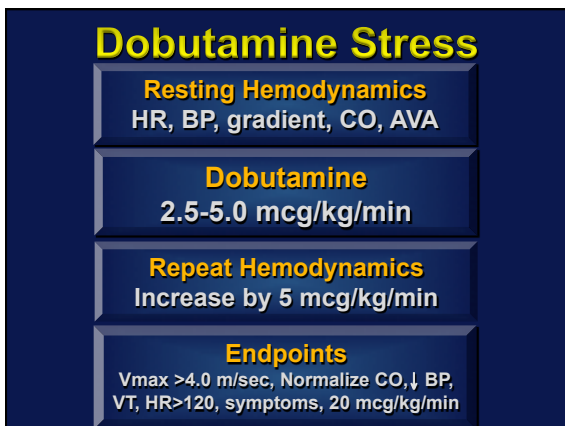 Dobutamine Stress
Resting Hemodynamics
HR, BP, gradient, CO, AVA
Dobutamine
2.5-5.0 mcg/kg/min
Repeat Hemodynamics
Increase by 5 mcg/kg/min
Endpoints
Vmax >4.0 m/sec, Normalize CO,↓ BP,
VT, HR>120, symptoms, 20 mcg/kg/min